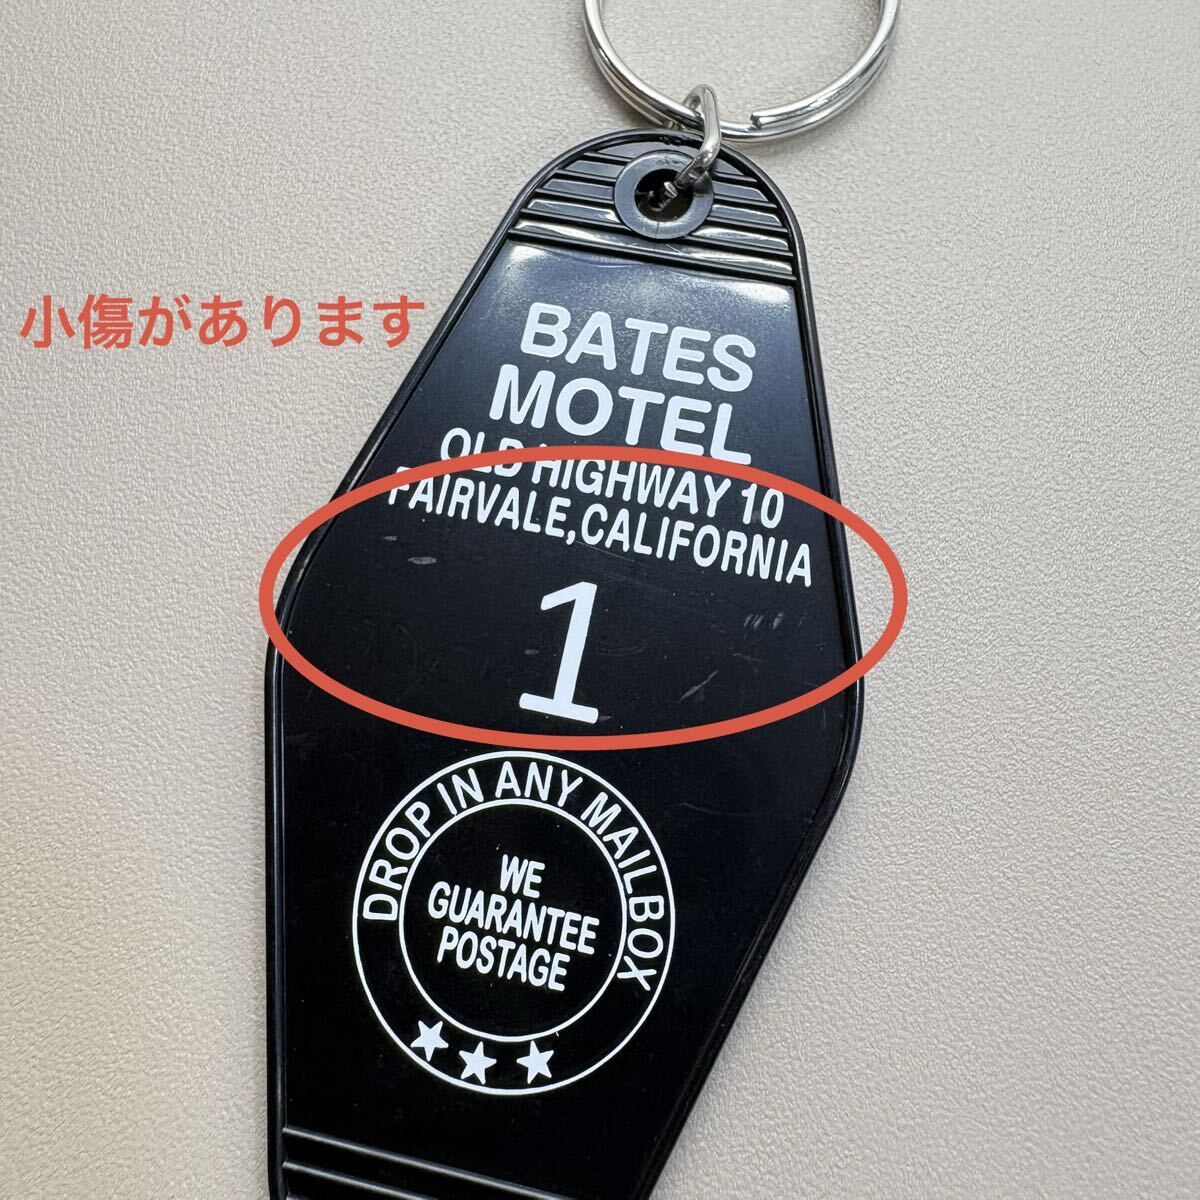 小傷があります
BATES
MOTEL
OLD HIGHWAY 10
FAIRVALE,CALIFORNIA
1
DROP IN ANY MAILBOX
WE
GUARANTEE
POSTAGE